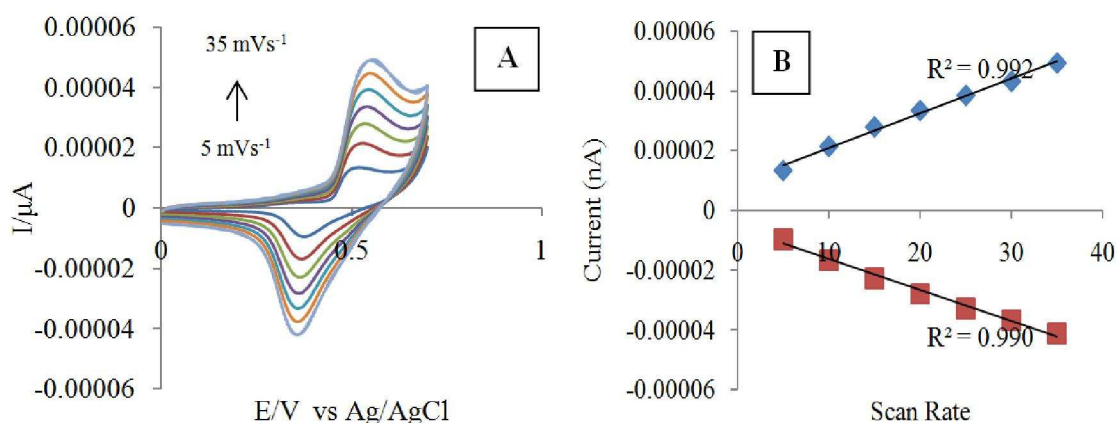 0.00006
0.00004
0.00002
0
-0.00002
-0.00004
-0.00006
I/µA
35 mVs-1
5 mVs-1
A
0
0.5
1
E/V vs Ag/AgCl
0.00006
0.00004
0.00002
0
-0.00002
-0.00004
-0.00006
Current (nA)
B
R² = 0.992
0
10
20
30
40
R² = 0.990
Scan Rate